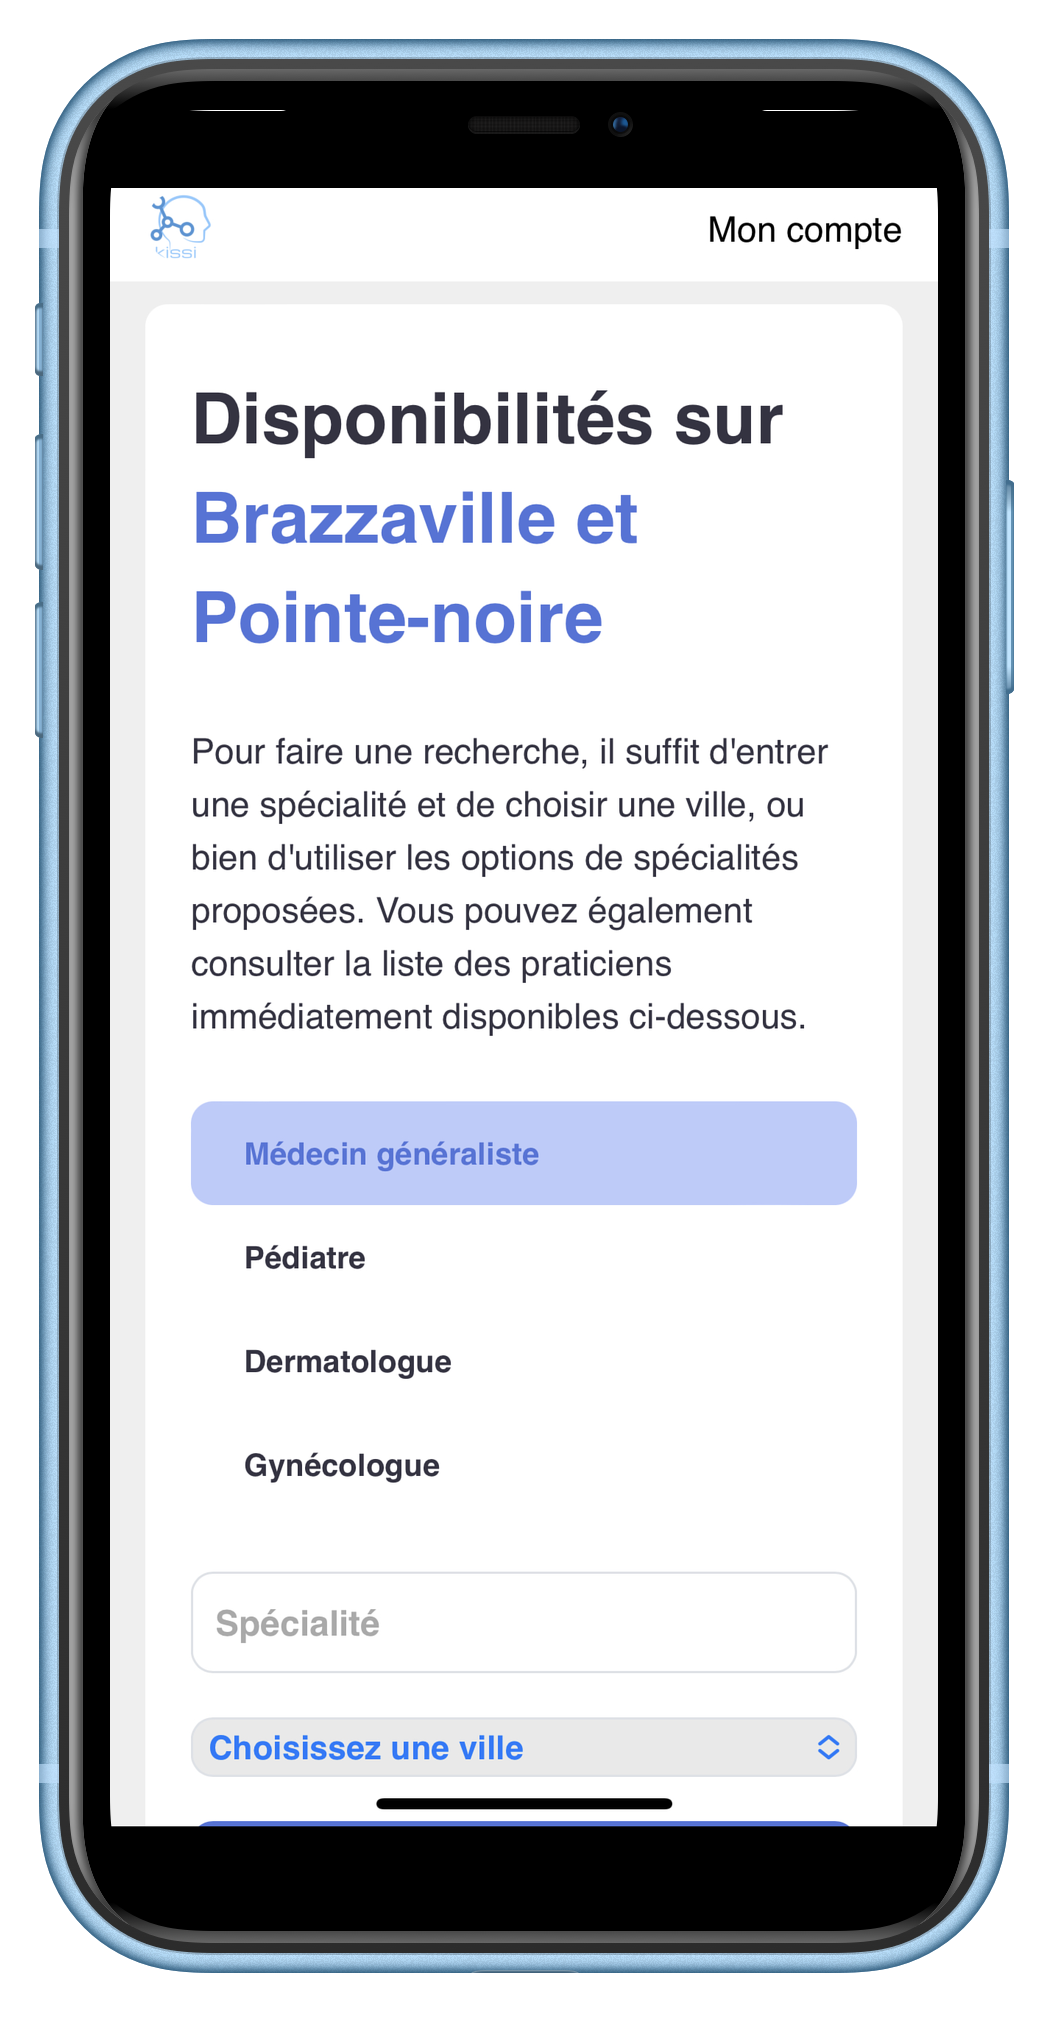 kissi
Mon compte
Disponibilités sur
Brazzaville et
Pointe-noire
Pour faire une recherche, il suffit d'entrer
une spécialité et de choisir une ville, ou
bien d'utiliser les options de spécialités
proposées. Vous pouvez également
consulter la liste des praticiens
immédiatement disponibles ci-dessous.
Médecin généraliste
Pédiatre
Dermatologue
Gynécologue
Spécialité
Choisissez une ville